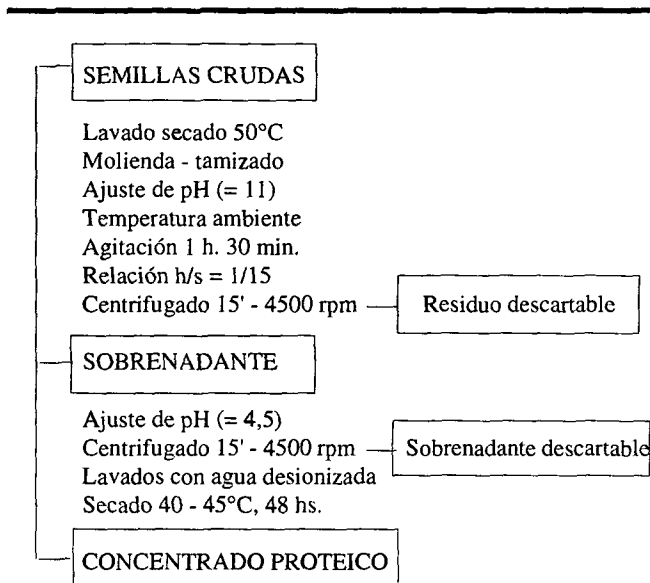 SEMILLAS CRUDAS
Lavado secado 50°C
Molienda - tamizado
Ajuste de pH (= 11)
Temperatura ambiente
Agitación 1 h. 30 min.
Relación h/s = 1/15
Centrifugado 15' - 4500 rpm
Residuo descartable
SOBRENADANTE
Ajuste de pH (= 4,5)
Centrifugado 15' - 4500 rpm
Sobrenadante descartable
Lavados con agua desionizada
Secado 40 - 45°C, 48 hs.
CONCENTRADO PROTEICO